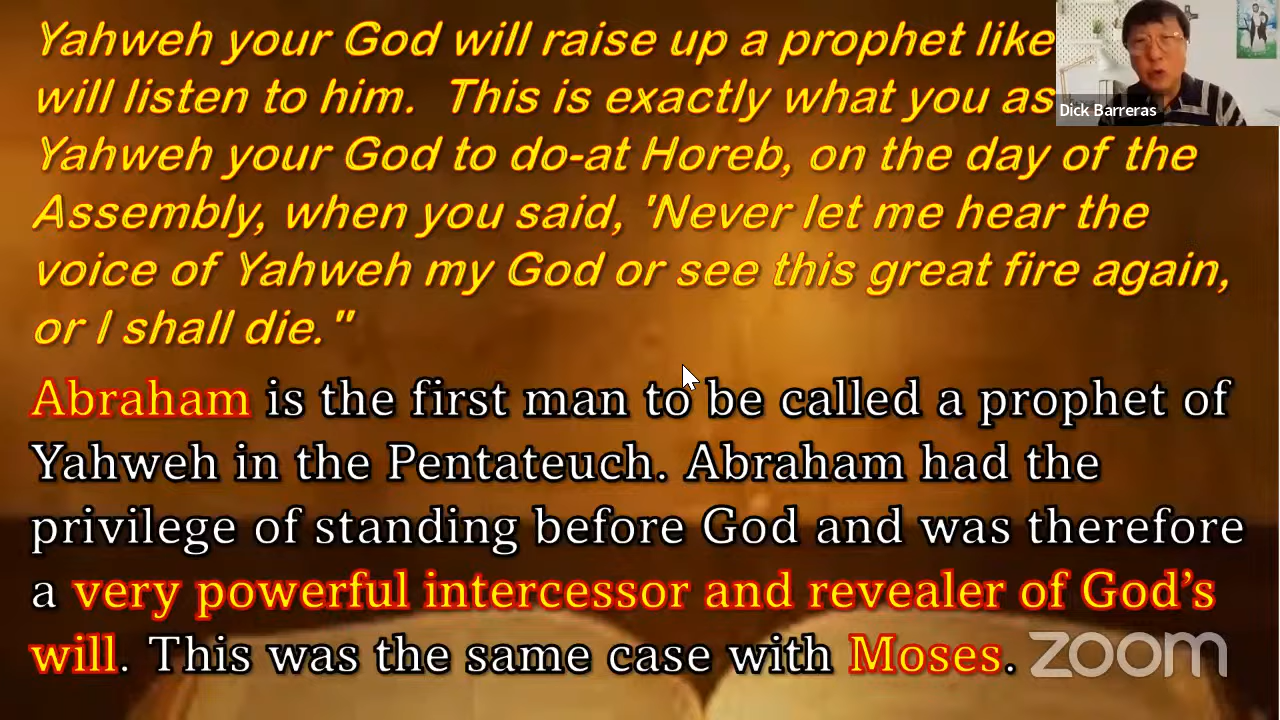 Yahweh your God will raise up a prophet like
will listen to him. This is exactly what you as
Yahweh your God to do-at Horeb, on the day of the
Assembly, when you said, 'Never let me hear the
voice of Yahweh my God or see this great fire again,
or I shall die."
Abraham is the first man to be called a prophet of
Yahweh in the Pentateuch. Abraham had the
privilege of standing before God and was therefore
a very powerful intercessor and revealer of God’s
will. This was the same case with Moses.
Dick Barreras
zoom